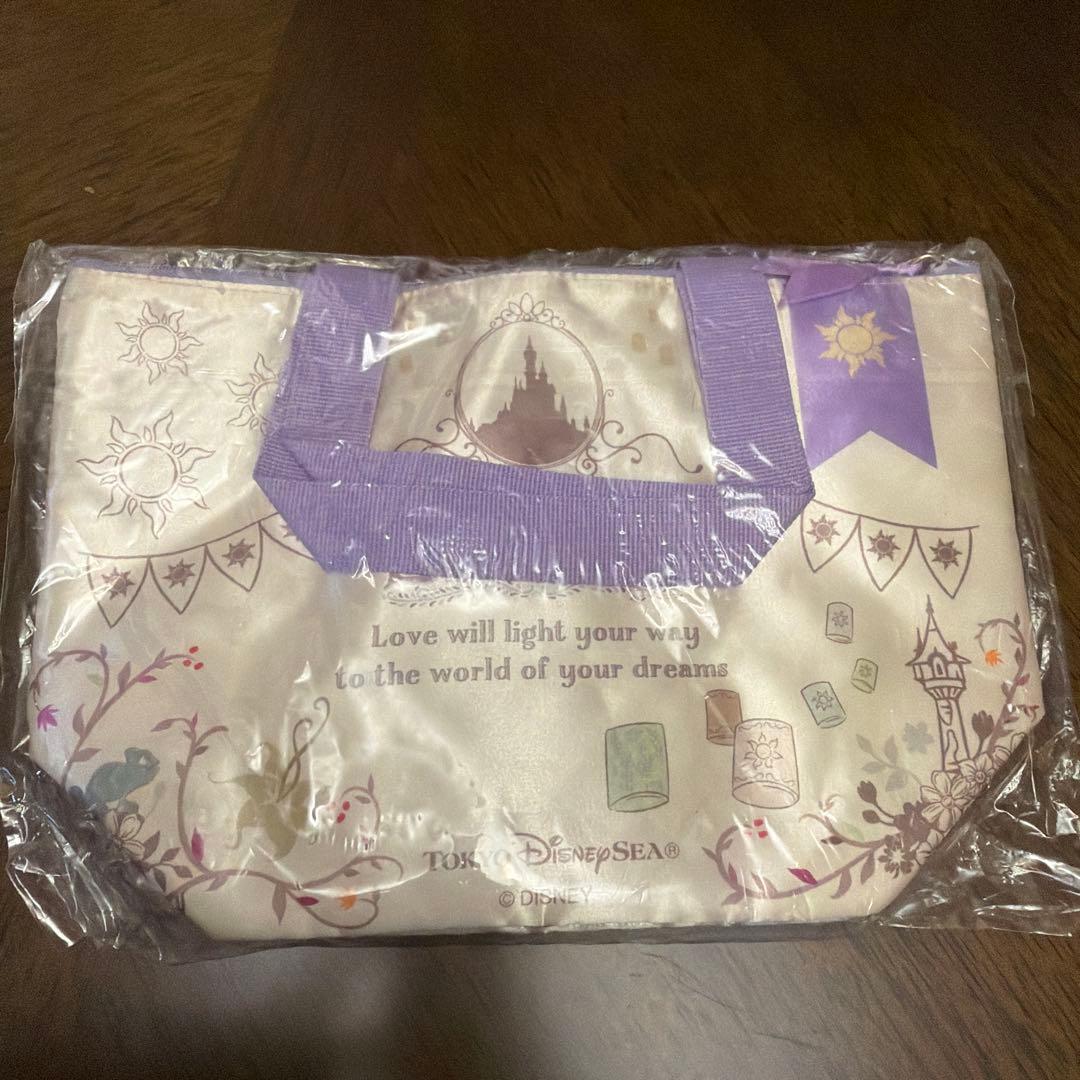 Love will light your way
to the world of your dreams
TOKYO DISNEYSEA®
© DISNEY